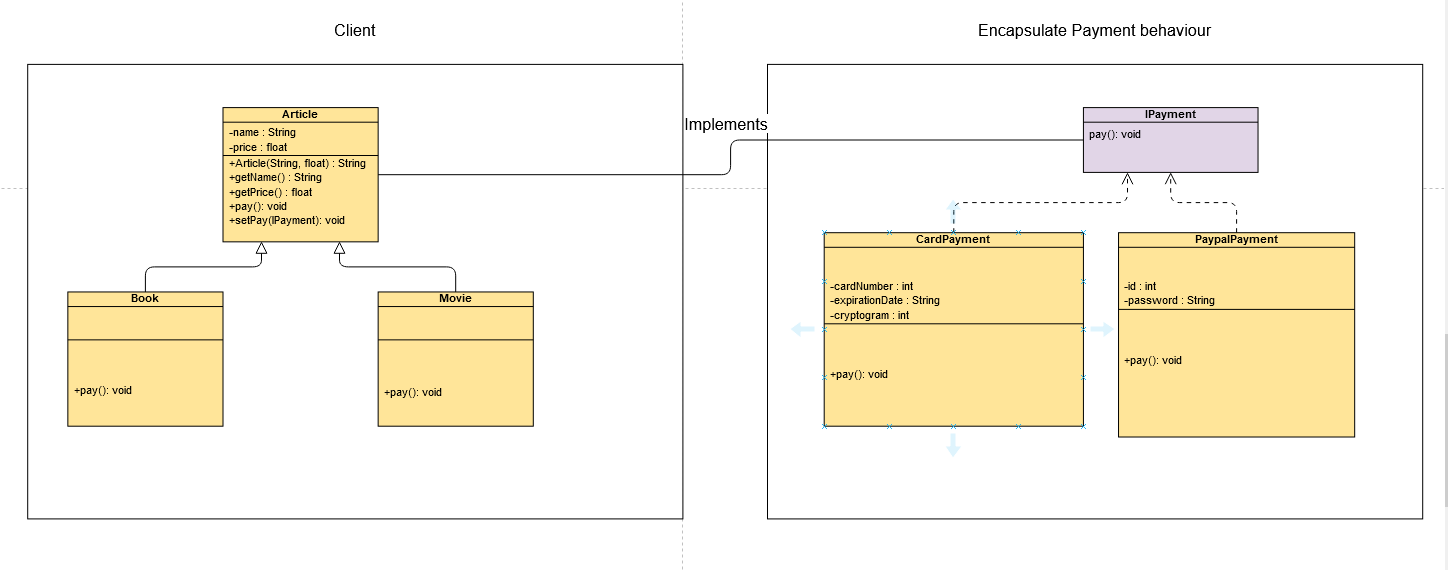 Client
Encapsulate Payment behaviour
Article
-name : String
-price : float
+Article(String, float) : String
+getName() : String
+getPrice() : float
+pay(): void
+setPay(IPayment): void
Implements
IPayment
pay(): void
Book
+pay(): void
Movie
+pay(): void
CardPayment
-cardNumber : int
-expirationDate : String
-cryptogram : int
+pay(): void
PaypalPayment
-id : int
-password : String
+pay(): void